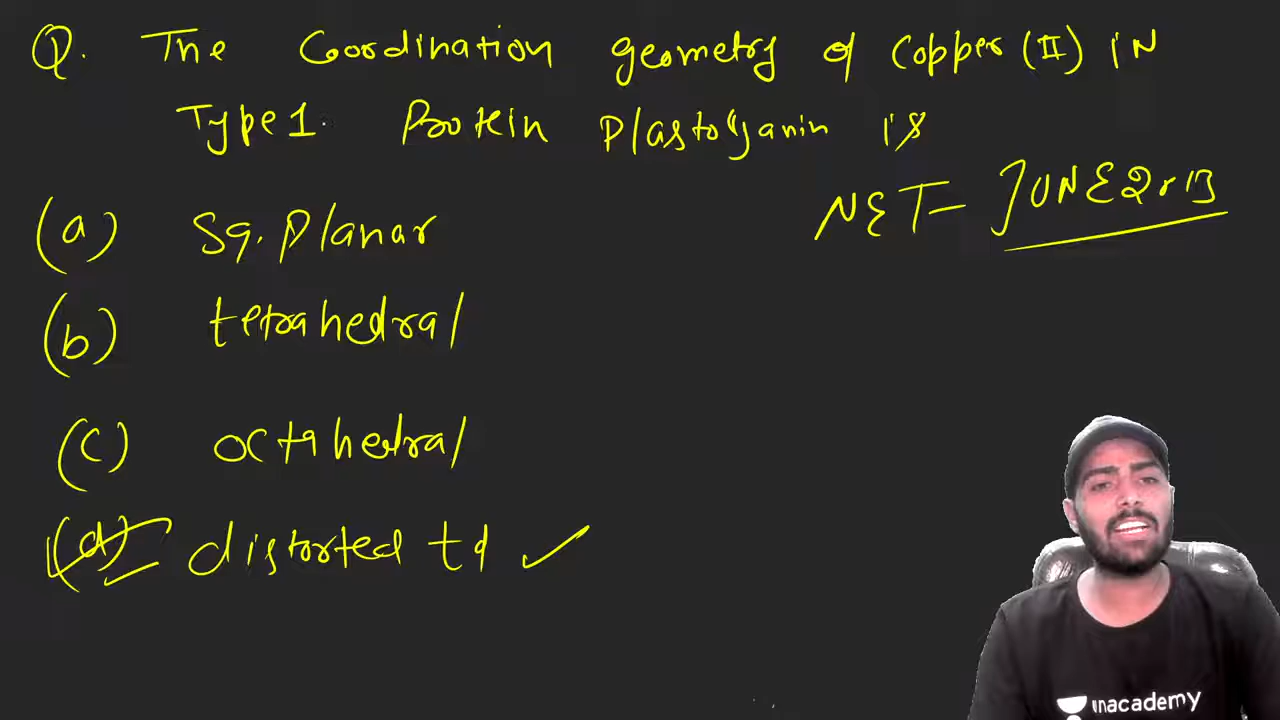 Q. The Coordination geometry of Copper (II) in
Type 1. Protein Plastocyanin is
NET- JUNE 2013
(a) Sq. planar
(b) tetrahedral
(c) octahedral
(d) distorted td ✓
unacademy